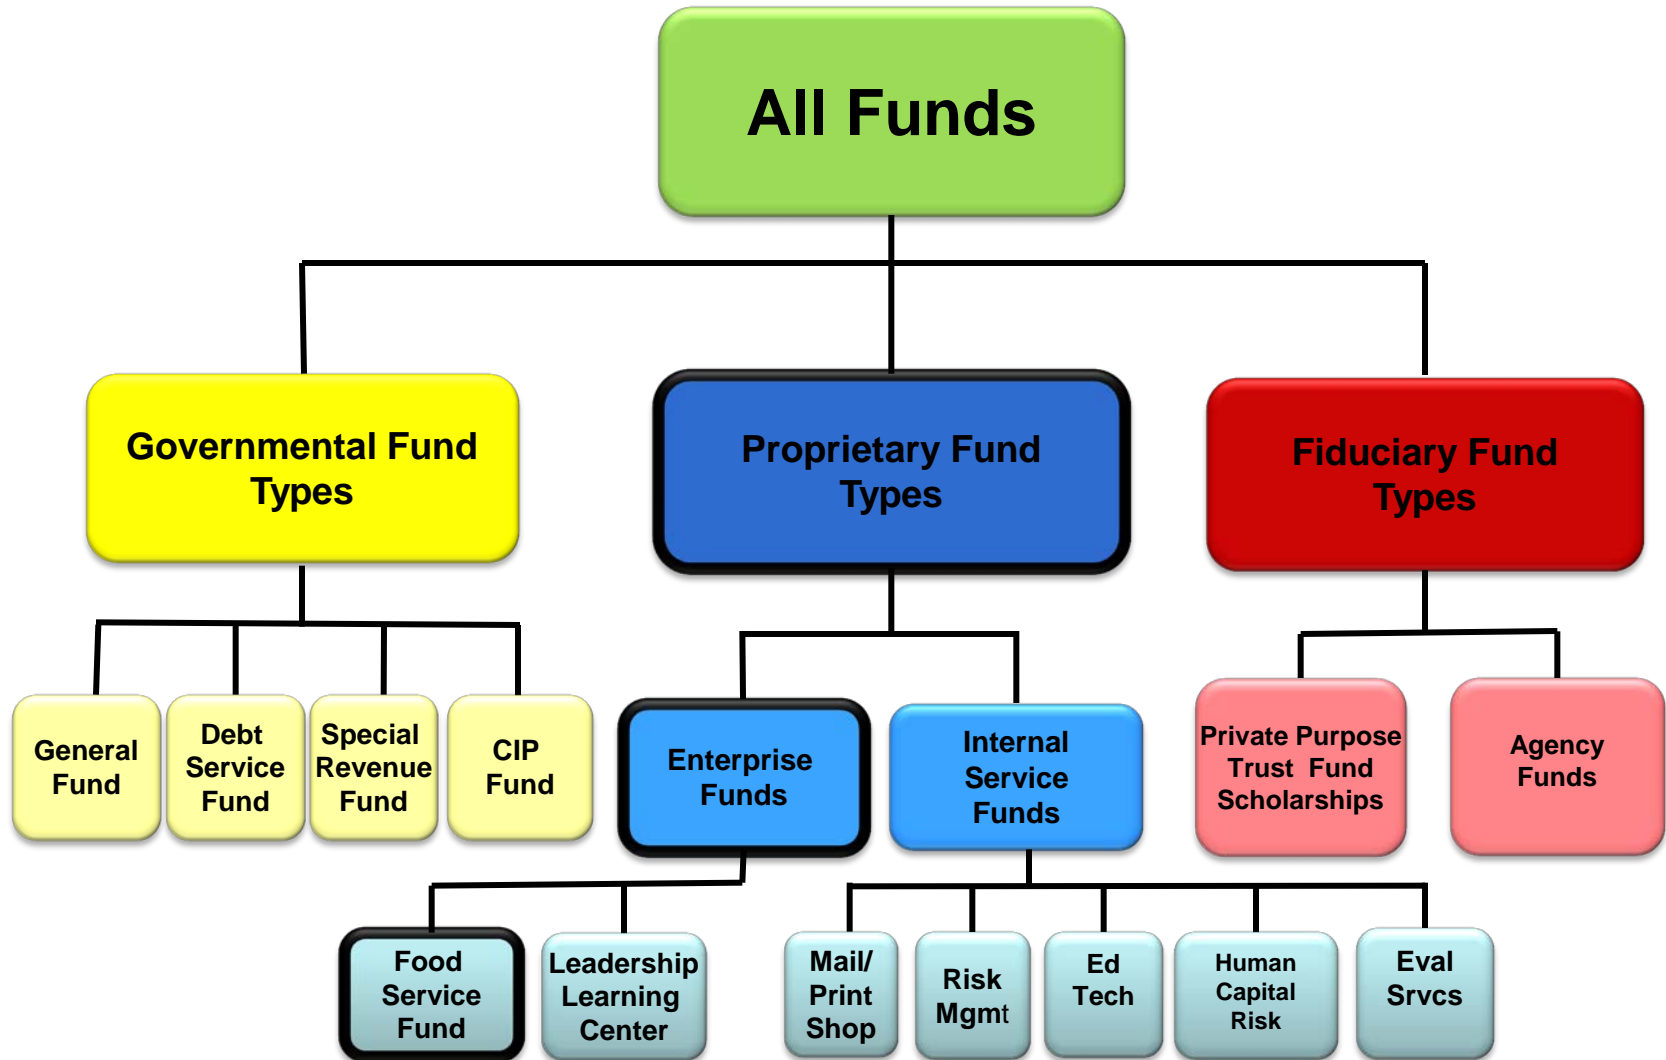 All Funds
Governmental Fund
Types
Proprietary Fund
Types
Fiduciary Fund
Types
General
Fund
Debt
Service
Fund
Special
Revenue
Fund
CIP
Fund
Enterprise
Funds
Internal
Service
Funds
Private Purpose
Trust Fund
Scholarships
Agency
Funds
Food
Service
Fund
Leadership
Learning
Center
Mail/
Print
Shop
Risk
Mgmt
Ed
Tech
Human
Capital
Risk
Eval
Srvcs